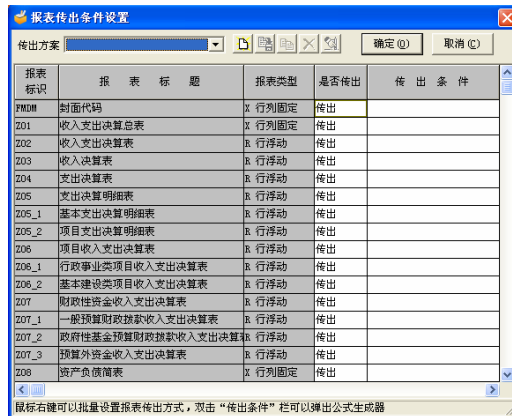 报表传出条件设置
传出方案 确定(O) 取消(C)
报表标识 报表标题 报表类型 是否传出 传出条件
FMDM 封面代码 X 行列固定 传出
Z01 收入支出决算总表 X 行列固定 传出
Z02 收入支出决算表 R 行浮动 传出
Z03 收入决算表 R 行浮动 传出
Z04 支出决算表 R 行浮动 传出
Z05 支出决算明细表 R 行浮动 传出
Z05_1 基本支出决算明细表 R 行浮动 传出
Z05_2 项目支出决算明细表 R 行浮动 传出
Z06 项目收入支出决算表 R 行浮动 传出
Z06_1 行政事业类项目收入支出决算表 R 行浮动 传出
Z06_2 基本建设类项目收入支出决算表 R 行浮动 传出
Z07 财政性资金收入支出决算表 R 行浮动 传出
Z07_1 一般预算财政拨款收入支出决算表 R 行浮动 传出
Z07_2 政府性基金预算财政拨款收入支出决算 R 行浮动 传出
Z07_3 预算外资金收入支出决算表 R 行浮动 传出
Z08 资产负债简表 X 行列固定 传出
鼠标右键可以批量设置报表传出方式，双击“传出条件”栏可以弹出公式生成器